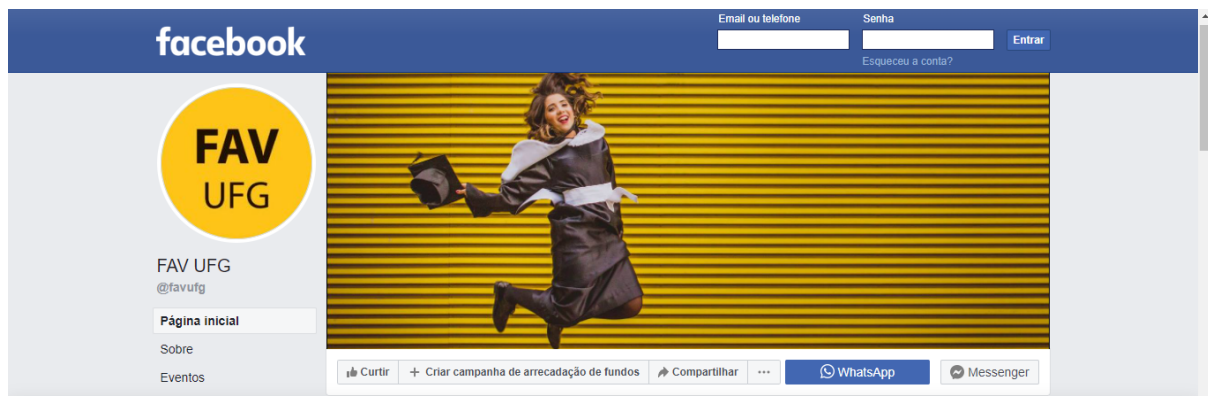 facebook
Email ou telefone
Senha
Entrar
Esqueceu a conta?
FAV
UFG
FAV UFG
@favufg
Página inicial
Sobre
Eventos
Curtir
+ Criar campanha de arrecadação de fundos
Compartilhar
...
WhatsApp
Messenger